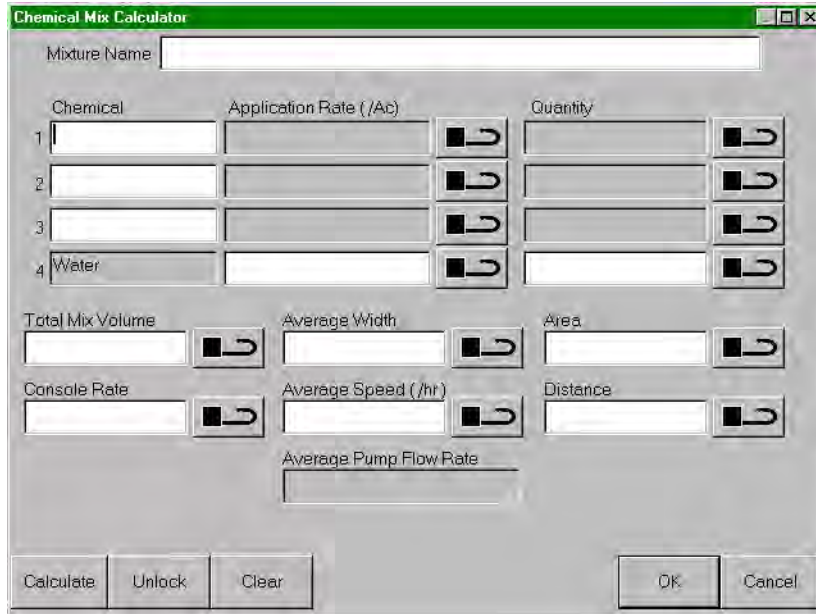 Chemical Mix Calculator
Mixture Name
Chemical Application Rate (/Ac) Quantity
1
2
3
4 Water
Total Mix Volume Average Width Area
Console Rate Average Speed (/hr) Distance
Average Pump Flow Rate
Calculate Unlock Clear OK Cancel